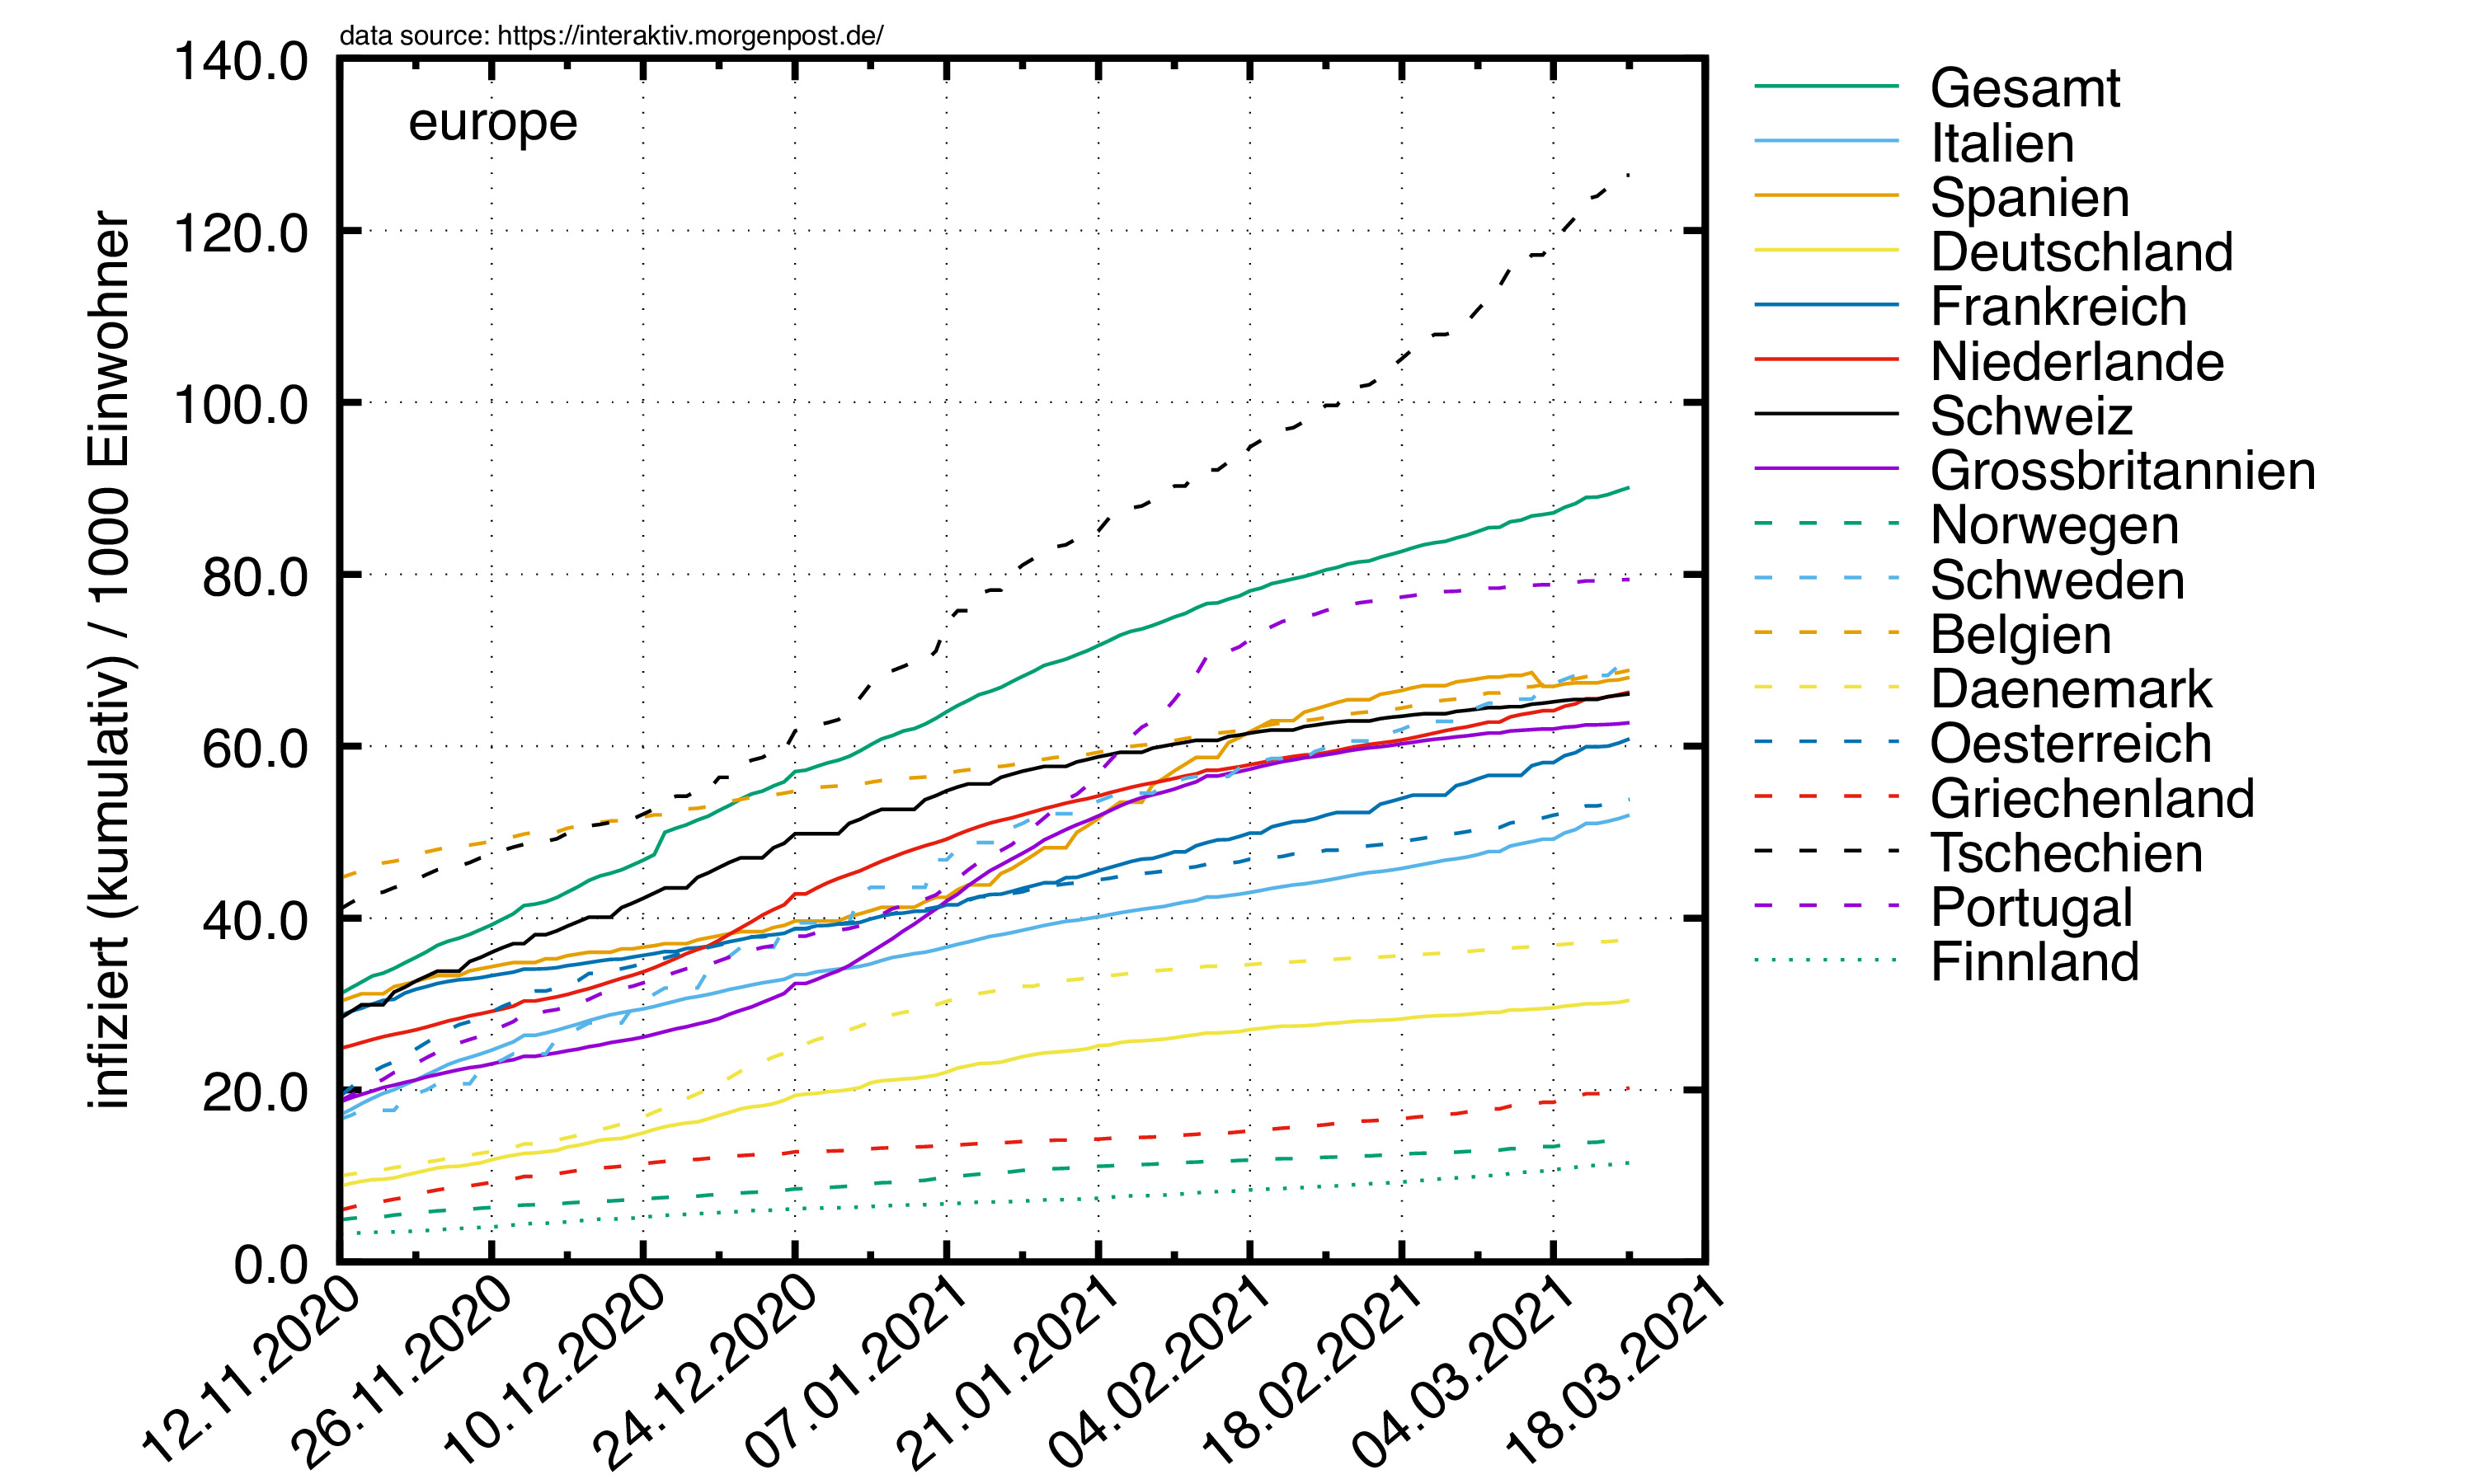 data source: https://interaktiv.morgenpost.de/
europe
infiziert (kumulativ) / 1000 Einwohner
140.0
120.0
100.0
80.0
60.0
40.0
20.0
0.0
12.11.2020
26.11.2020
10.12.2020
24.12.2020
07.01.2021
21.01.2021
04.02.2021
18.02.2021
04.03.2021
18.03.2021
Gesamt
Italien
Spanien
Deutschland
Frankreich
Niederlande
Schweiz
Grossbritannien
Norwegen
Schweden
Belgien
Daenemark
Oesterreich
Griechenland
Tschechien
Portugal
Finnland